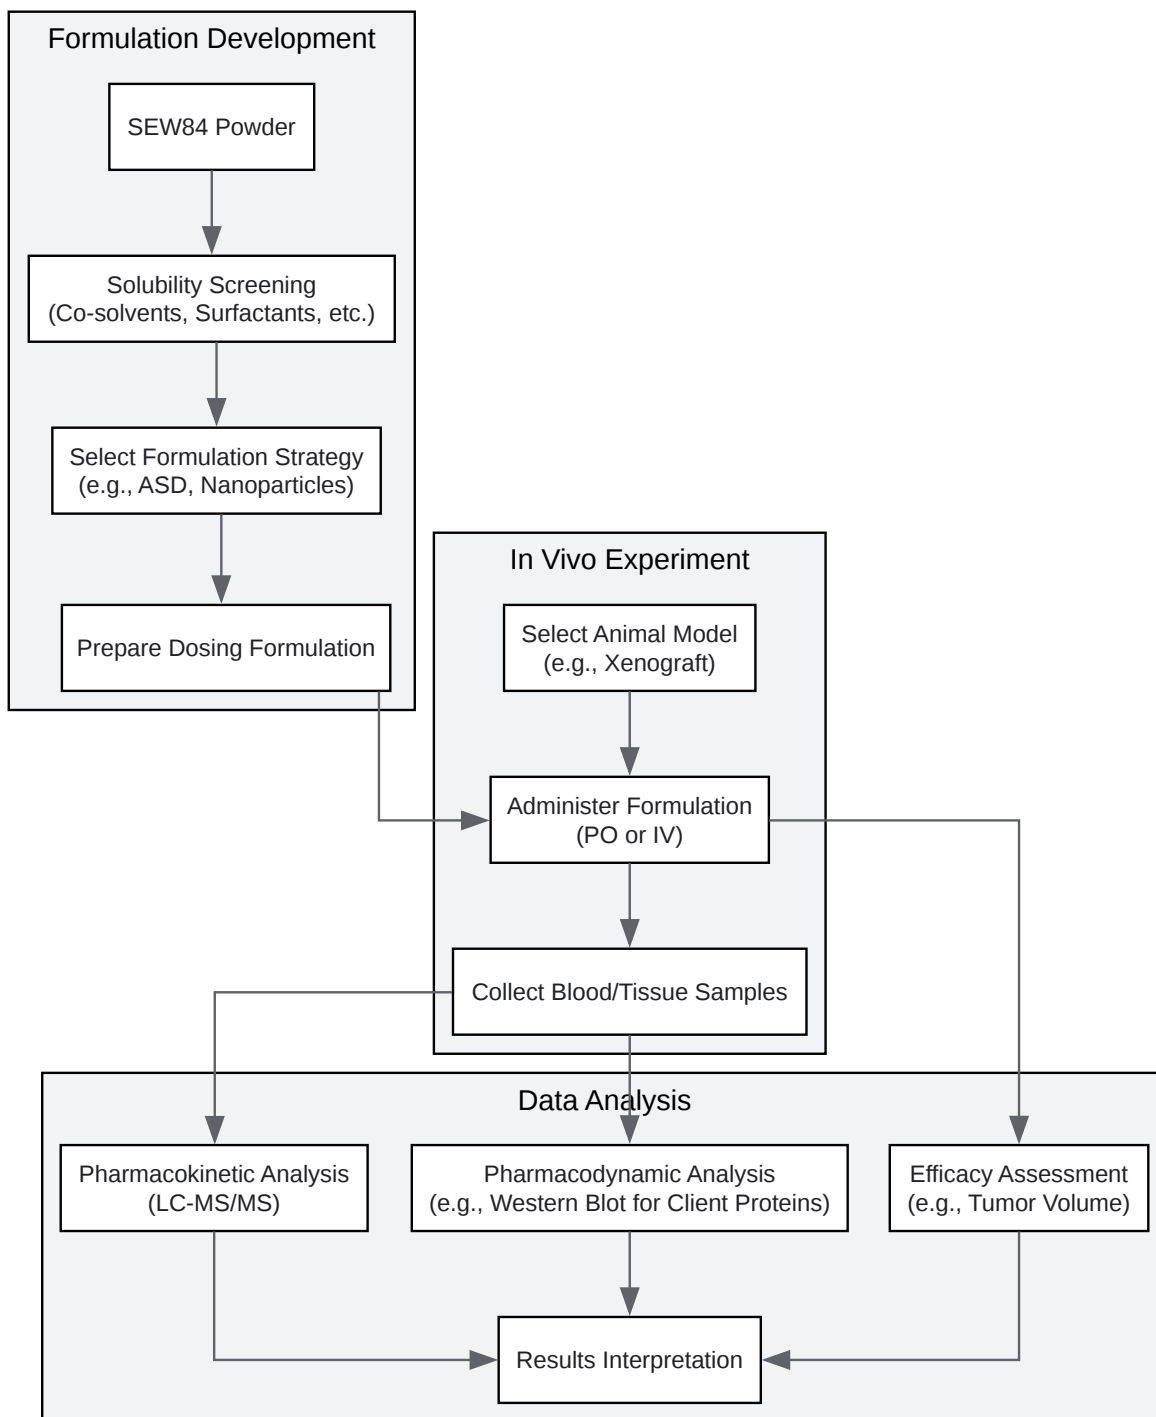 Formulation Development
SEW84 Powder
Solubility Screening
(Co-solvents, Surfactants, etc.)
Select Formulation Strategy
(e.g., ASD, Nanoparticles)
Prepare Dosing Formulation
In Vivo Experiment
Select Animal Model
(e.g., Xenograft)
Administer Formulation
(PO or IV)
Collect Blood/Tissue Samples
Data Analysis
Pharmacokinetic Analysis
(LC-MS/MS)
Pharmacodynamic Analysis
(e.g., Western Blot for Client Proteins)
Efficacy Assessment
(e.g., Tumor Volume)
Results Interpretation